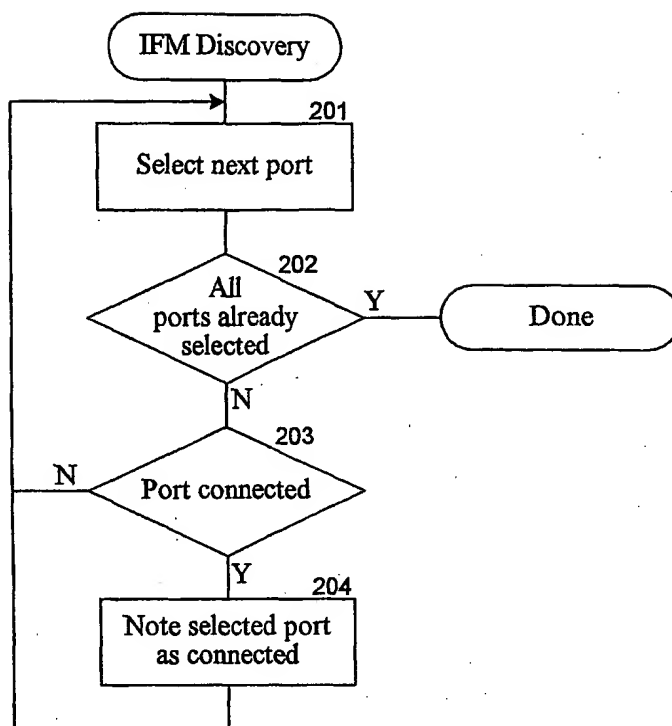 IFM Discovery
201
Select next port
202
All
ports already
selected
Y
Done
N
203
N
Port connected
Y
204
Note selected port
as connected